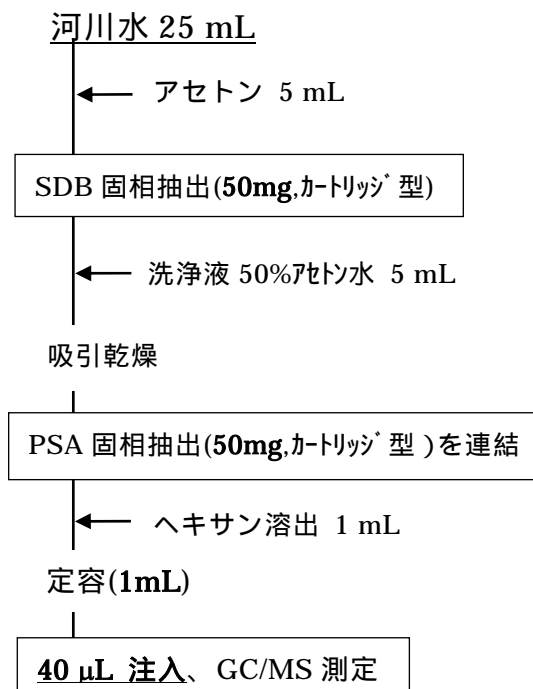 河川水 25 mL
アセトン 5 mL
SDB 固相抽出(50mg,ｶｰﾄﾘｯｼﾞ型)
洗浄液 50%ｱｾﾄﾝ水 5 mL
吸引乾燥
PSA 固相抽出(50mg,ｶｰﾄﾘｯｼﾞ型)を連結
ヘキサン溶出 1 mL
定容(1mL)
40 μL 注入、GC/MS 測定